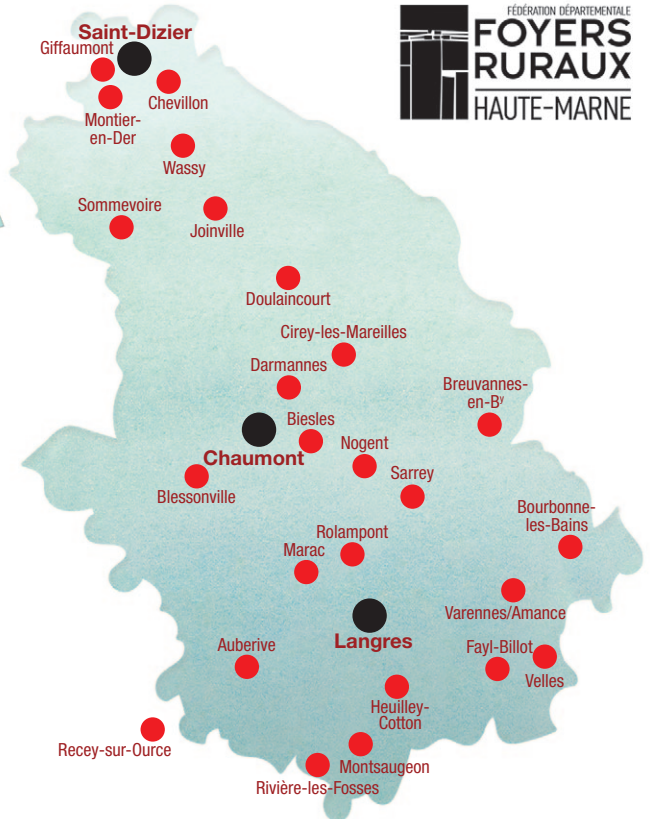 FÉDÉRATION DÉPARTEMENTALE
FOYERS
RURAUX
HAUTE-MARNE
Saint-Dizier
Giffaumont
Chevillon
Montier-
en-Der
Wassy
Sommevoire
Joinville
Doulaincourt
Cirey-les-Mareilles
Darmannes
Breuvannes-
en-Bʸ
Biesles
Chaumont
Nogent
Sarrey
Blessonville
Bourbonne-
les-Bains
Rolampont
Marac
Varennes/Amance
Langres
Auberive
Fayl-Billot
Velles
Heuilley-
Cotton
Recey-sur-Ource
Montsaugeon
Rivière-les-Fosses